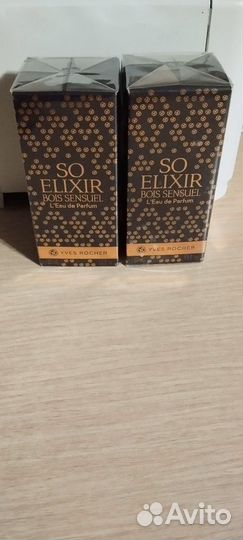 SO
ELIXIR
BOIS SENSUEL
L'Eau de Parfum
YVES ROCHER
SO
ELIXIR
BOIS SENSUEL
L'Eau de Parfum
YVES ROCHER
Avito